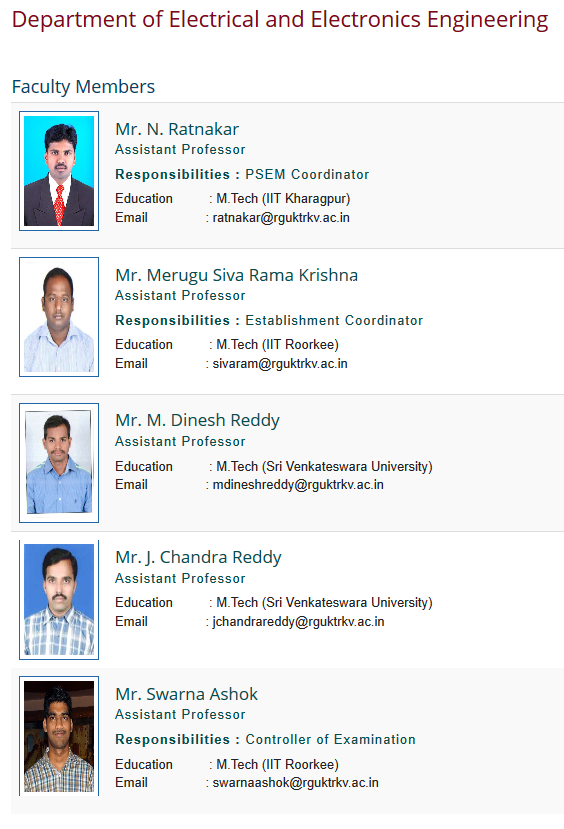 Department of Electrical and Electronics Engineering
Faculty Members
Mr. N. Ratnakar
Assistant Professor
Responsibilities : PSEM Coordinator
Education : M.Tech (IIT Kharagpur)
Email : ratnakar@rguktrkv.ac.in
Mr. Merugu Siva Rama Krishna
Assistant Professor
Responsibilities : Establishment Coordinator
Education : M.Tech (IIT Roorkee)
Email : sivaram@rguktrkv.ac.in
Mr. M. Dinesh Reddy
Assistant Professor
Education : M.Tech (Sri Venkateswara University)
Email : mdineshreddy@rguktrkv.ac.in
Mr. J. Chandra Reddy
Assistant Professor
Education : M.Tech (Sri Venkateswara University)
Email : jchandrareddy@rguktrkv.ac.in
Mr. Swarna Ashok
Assistant Professor
Responsibilities : Controller of Examination
Education : M.Tech (IIT Roorkee)
Email : swarnaashok@rguktrkv.ac.in